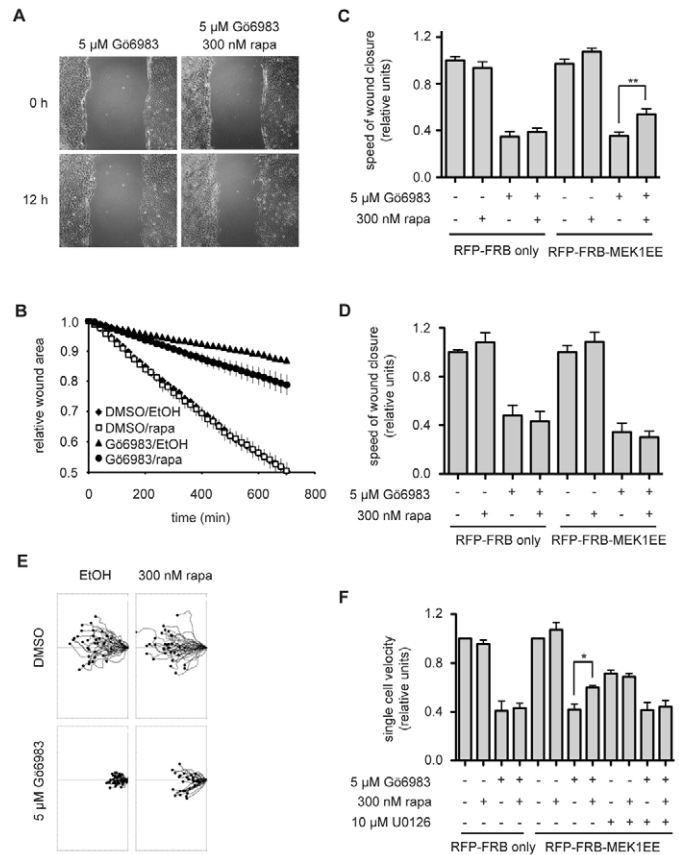 A
5 µM Gö6983
5 µM Gö6983
300 nM rapa
0 h
12 h
B
relative wound area
1.0
0.9
0.8
0.7
0.6
0.5
DMSO/EtOH
DMSO/rapa
Gö6983/EtOH
Gö6983/rapa
0 200 400 600 800
time (min)
C
speed of wound closure
(relative units)
1.2
0.8
0.4
0.0
**
5 µM Gö6983 - - + + - - + +
300 nM rapa - + - + - + - +
RFP-FRB only RFP-FRB-MEK1EE
D
speed of wound closure
(relative units)
1.2
0.8
0.4
0.0
5 µM Gö6983 - - + + - - + +
300 nM rapa - + - + - + - +
RFP-FRB only RFP-FRB-MEK1EE
E
EtOH 300 nM rapa
DMSO
5 µM Gö6983
F
single cell velocity
(relative units)
1.2
0.8
0.4
0.0
*
5 µM Gö6983 - - + + - - + + - - + +
300 nM rapa - + - + - + - + - + - +
10 µM U0126 - - - - - - - - + + + +
RFP-FRB only RFP-FRB-MEK1EE